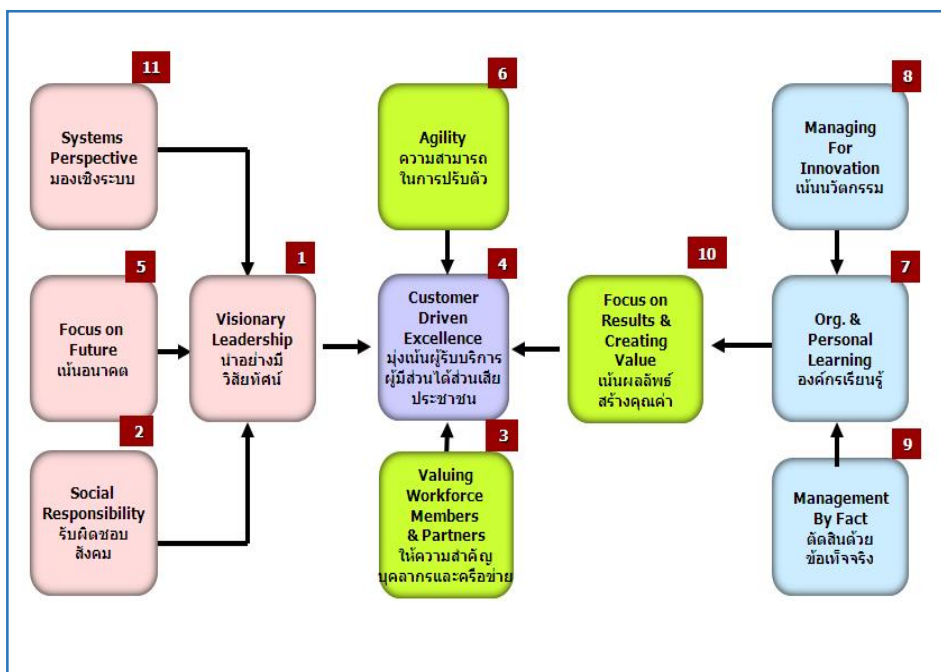 11
Systems
Perspective
มองเชิงระบบ
6
Agility
ความสามารถ
ในการปรับตัว
8
Managing
For
Innovation
เน้นนวัตกรรม
5
Focus on
Future
เน้นอนาคต
1
Visionary
Leadership
นำอย่างมี
วิสัยทัศน์
4
Customer
Driven
Excellence
มุ่งเน้นผู้รับบริการ
ผู้มีส่วนได้ส่วนเสีย
ประชาชน
10
Focus on
Results &
Creating
Value
เน้นผลลัพธ์
สร้างคุณค่า
7
Org. &
Personal
Learning
องค์กรเรียนรู้
2
Social
Responsibility
รับผิดชอบ
สังคม
3
Valuing
Workforce
Members
& Partners
ให้ความสำคัญ
บุคลากรและครือข่าย
9
Management
By Fact
ตัดสินด้วย
ข้อเท็จจริง